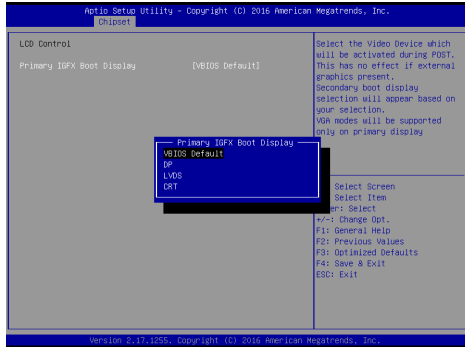 Aptio Setup Utility – Copyright (C) 2016 American Megatrends, Inc.
Chipset
LCD Control
Primary IGFX Boot Display [VBIOS Default]
Select the Video Device which
will be activated during POST.
This has no effect if external
graphics present.
Secondary boot display
selection will appear based on
your selection.
VGA modes will be supported
only on primary display
Primary IGFX Boot Display
VBIOS Default
DP
LVDS
CRT
Select Screen
Select Item
er: Select
+/-: Change Opt.
F1: General Help
F2: Previous Values
F3: Optimized Defaults
F4: Save & Exit
ESC: Exit
Version 2.17.1255. Copyright (C) 2016 American Megatrends, Inc.